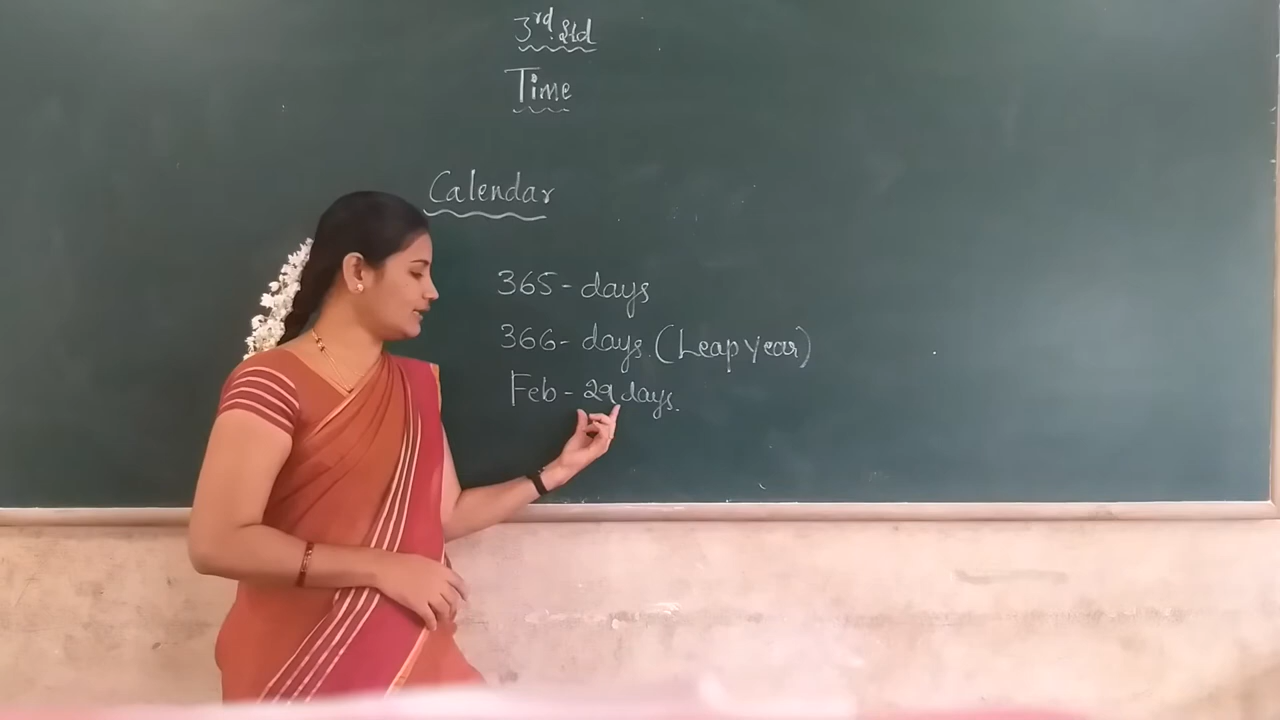 3rd Std
Time
Calendar
365 - days
366 - days. (Leap year)
Feb - 29 days.